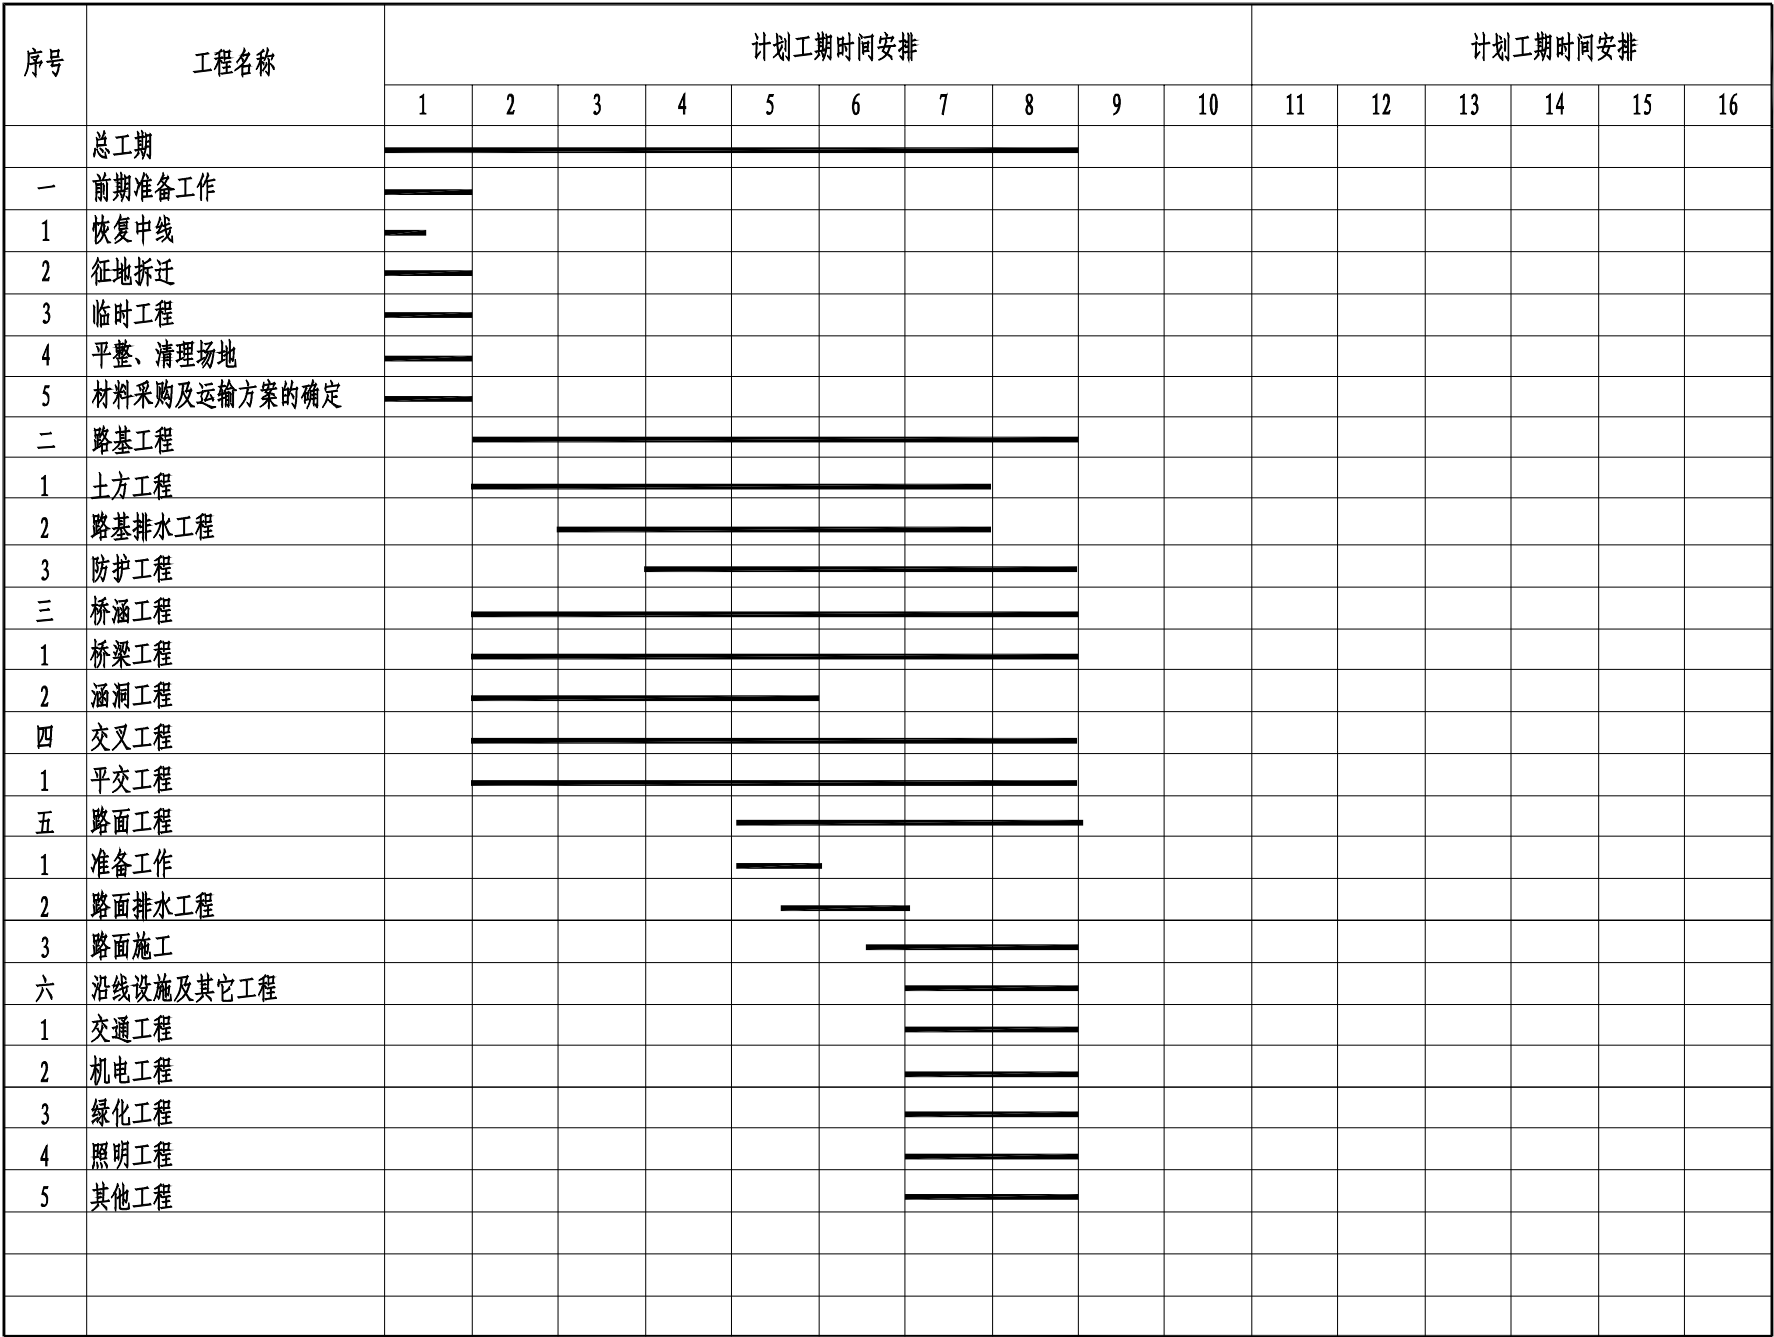 序号 工程名称 计划工期时间安排 计划工期时间安排
1 2 3 4 5 6 7 8 9 10 11 12 13 14 15 16
总工期
一 前期准备工作
1 恢复中线
2 征地拆迁
3 临时工程
4 平整、清理场地
5 材料采购及运输方案的确定
二 路基工程
1 土方工程
2 路基排水工程
3 防护工程
三 桥涵工程
1 桥梁工程
2 涵洞工程
四 交叉工程
1 平交工程
五 路面工程
1 准备工作
2 路面排水工程
3 路面施工
六 沿线设施及其它工程
1 交通工程
2 机电工程
3 绿化工程
4 照明工程
5 其他工程